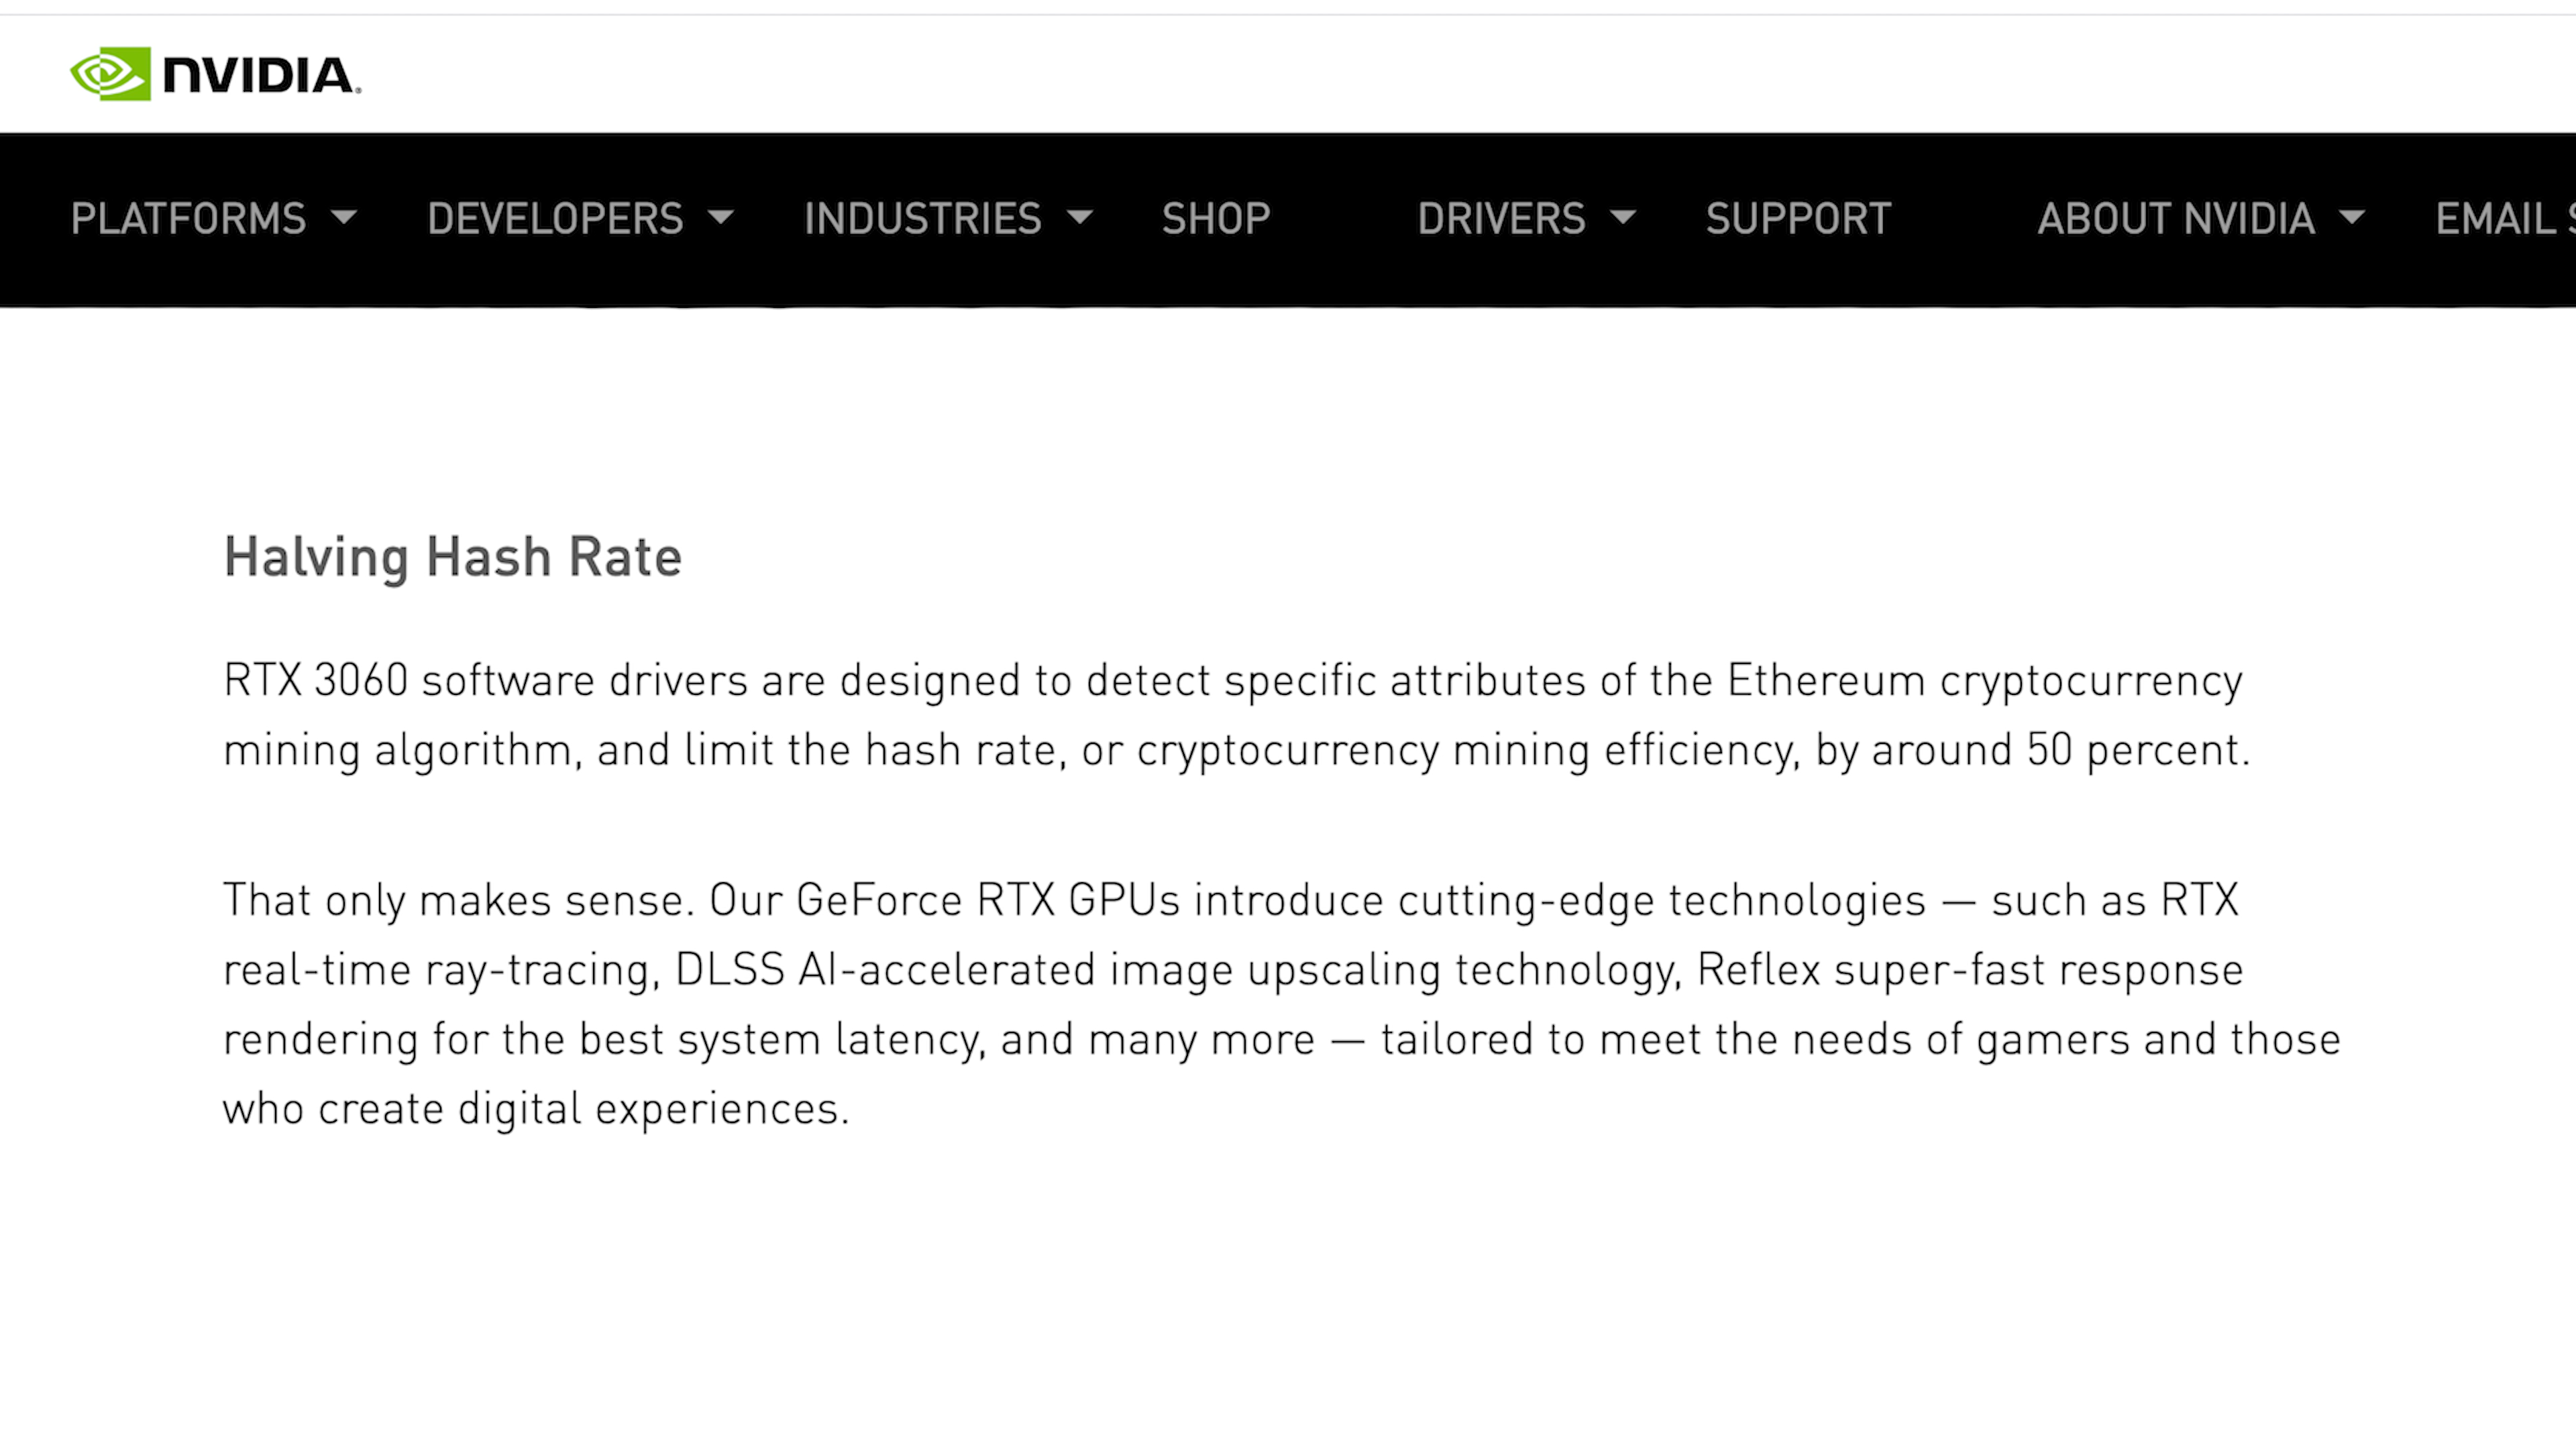 NVIDIA
PLATFORMS DEVELOPERS INDUSTRIES SHOP DRIVERS SUPPORT ABOUT NVIDIA EMAIL
Halving Hash Rate
RTX 3060 software drivers are designed to detect specific attributes of the Ethereum cryptocurrency
mining algorithm, and limit the hash rate, or cryptocurrency mining efficiency, by around 50 percent.
That only makes sense. Our GeForce RTX GPUs introduce cutting-edge technologies — such as RTX
real-time ray-tracing, DLSS AI-accelerated image upscaling technology, Reflex super-fast response
rendering for the best system latency, and many more — tailored to meet the needs of gamers and those
who create digital experiences.